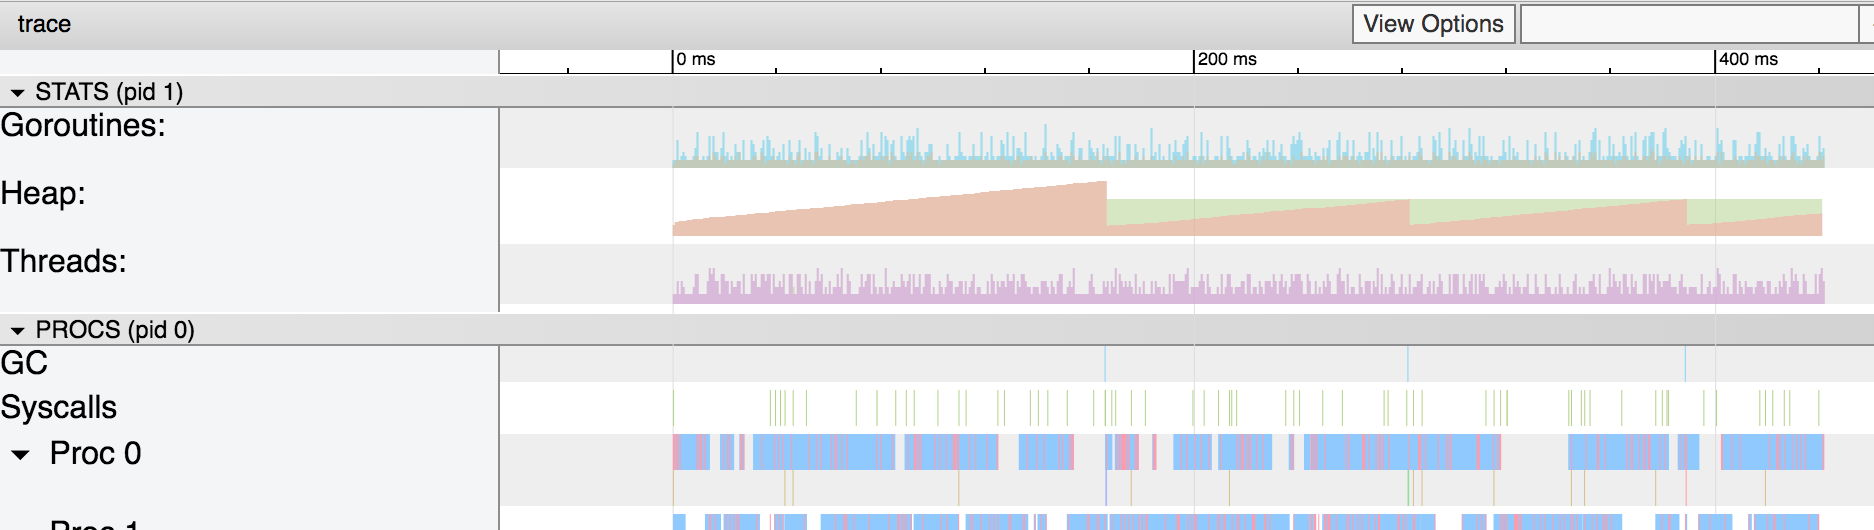 trace
View Options
0 ms
200 ms
400 ms
STATS (pid 1)
Goroutines:
Heap:
Threads:
PROCS (pid 0)
GC
Syscalls
Proc 0
Proc 1